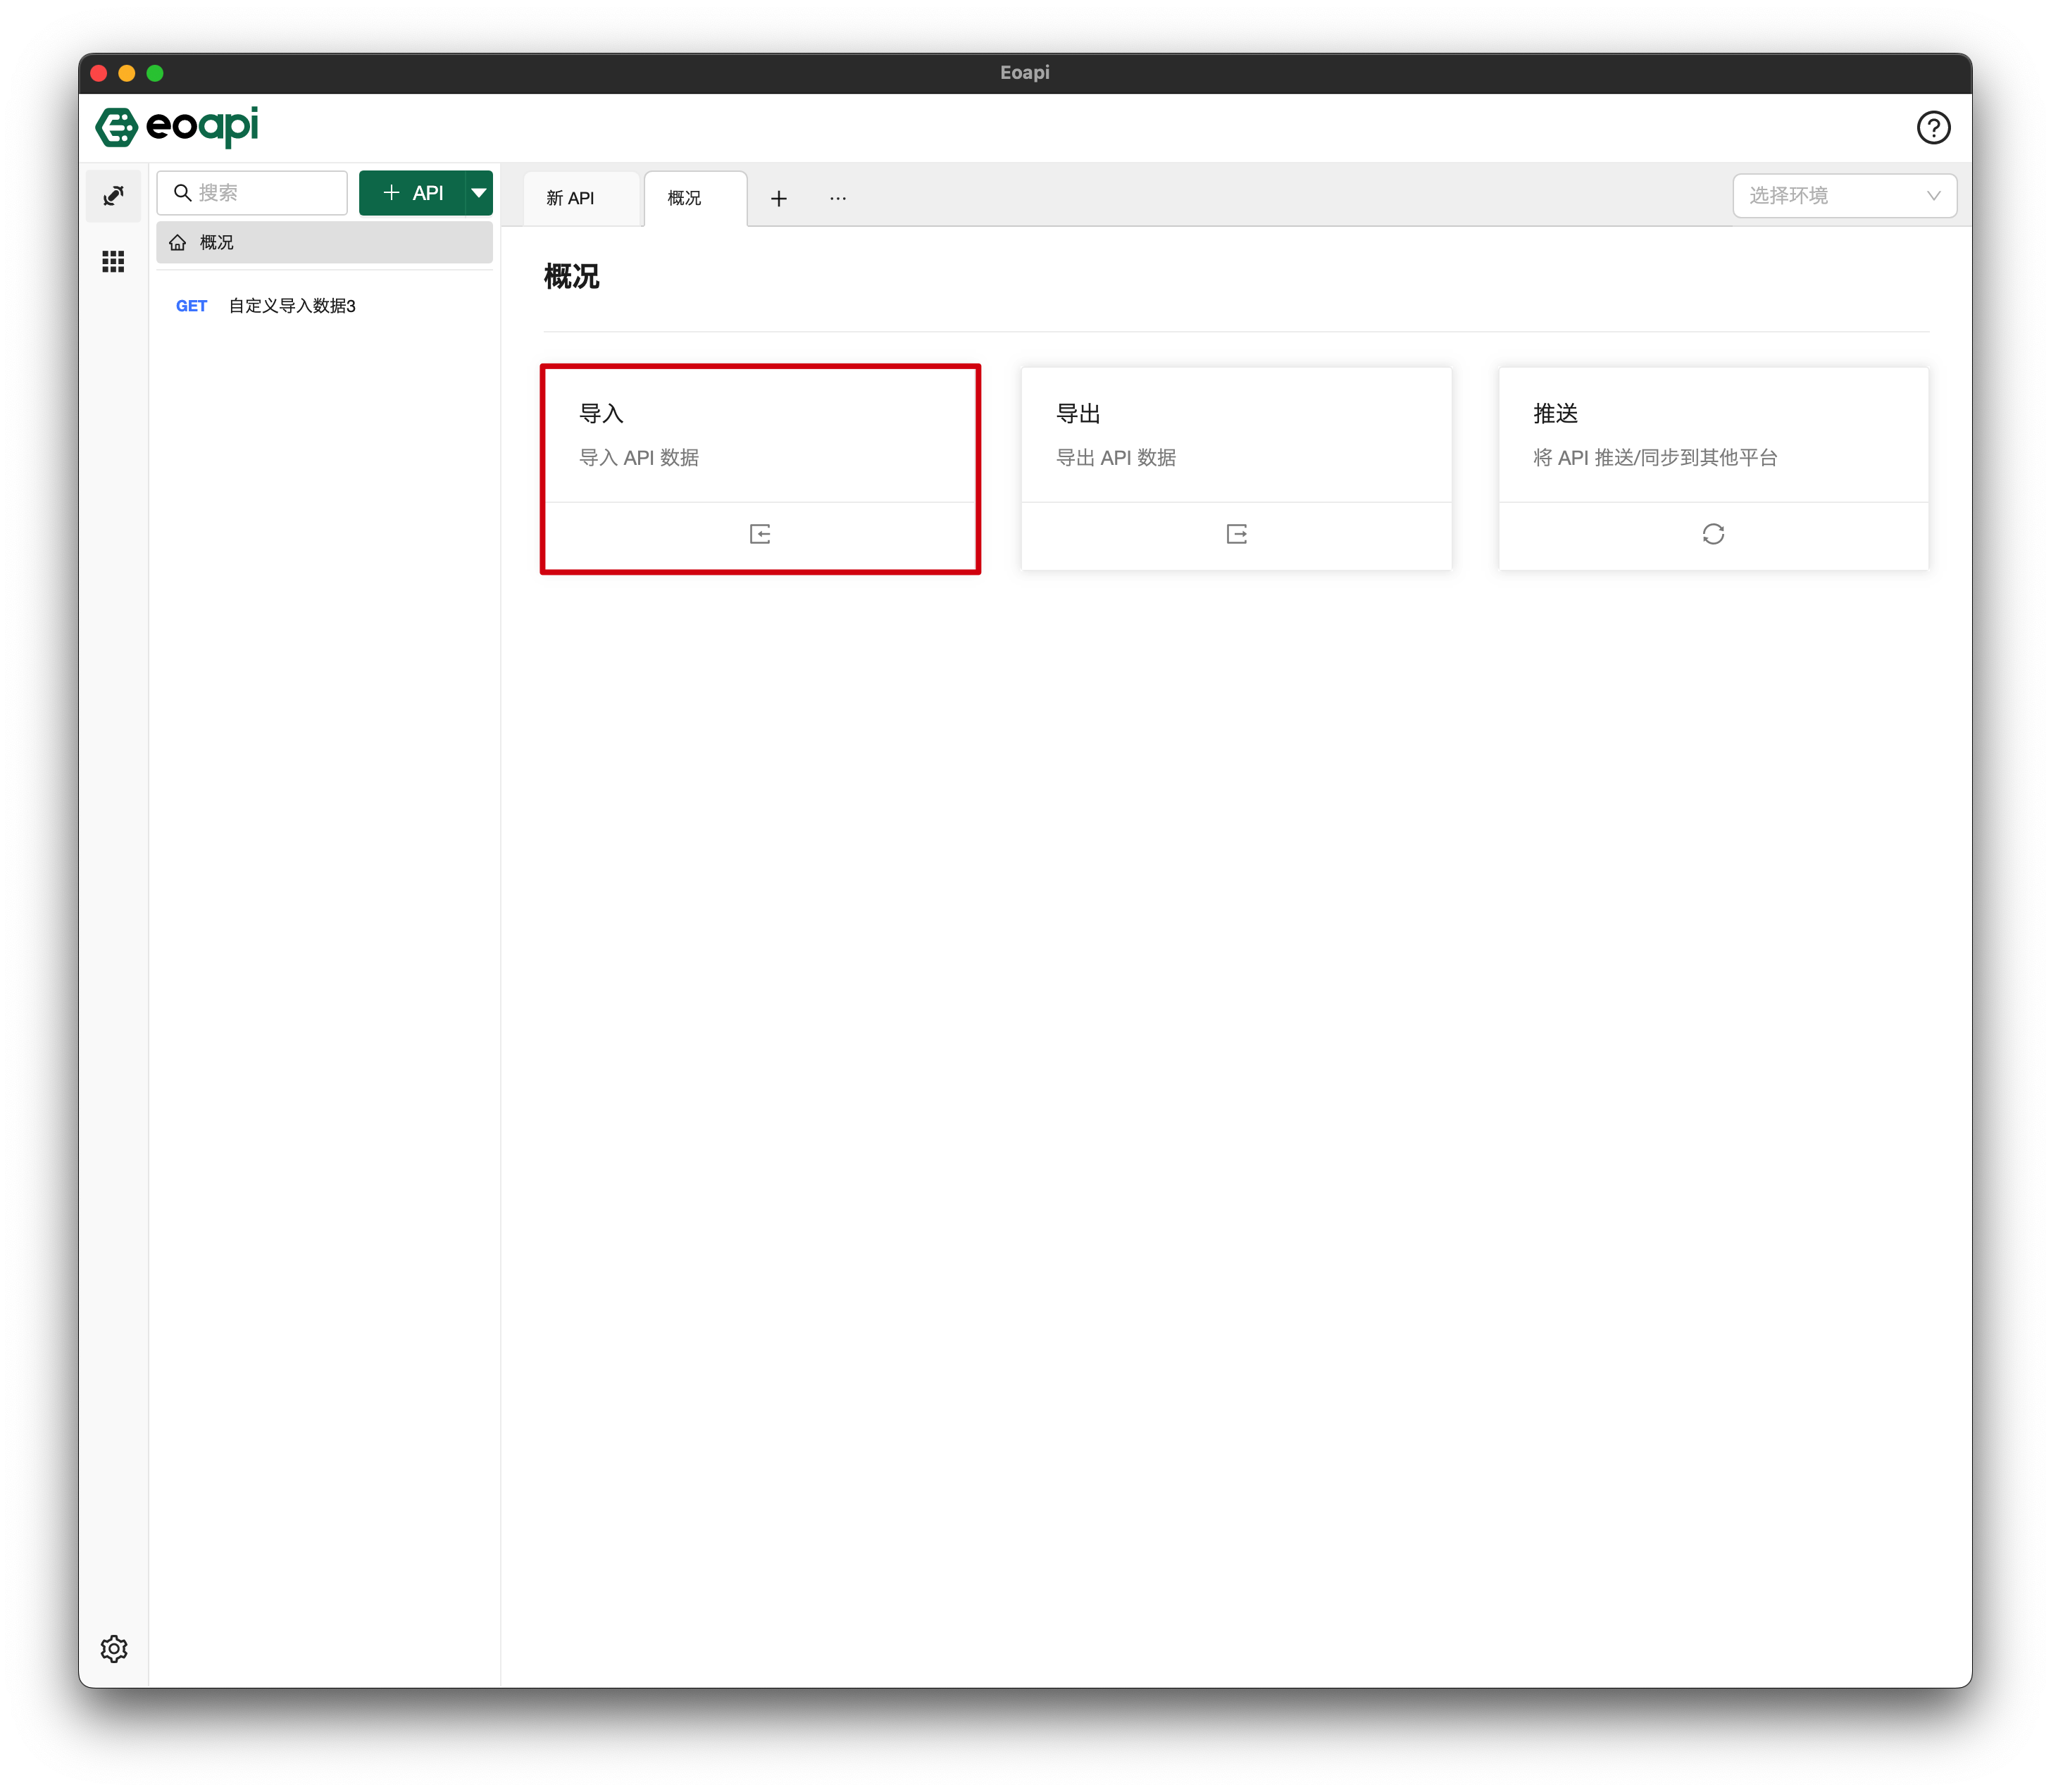 Eoapi
eoapi
搜索
API
新 API
概况
选择环境
概况
GET 自定义导入数据3
概况
导入
导入 API 数据
导出
导出 API 数据
推送
将 API 推送/同步到其他平台